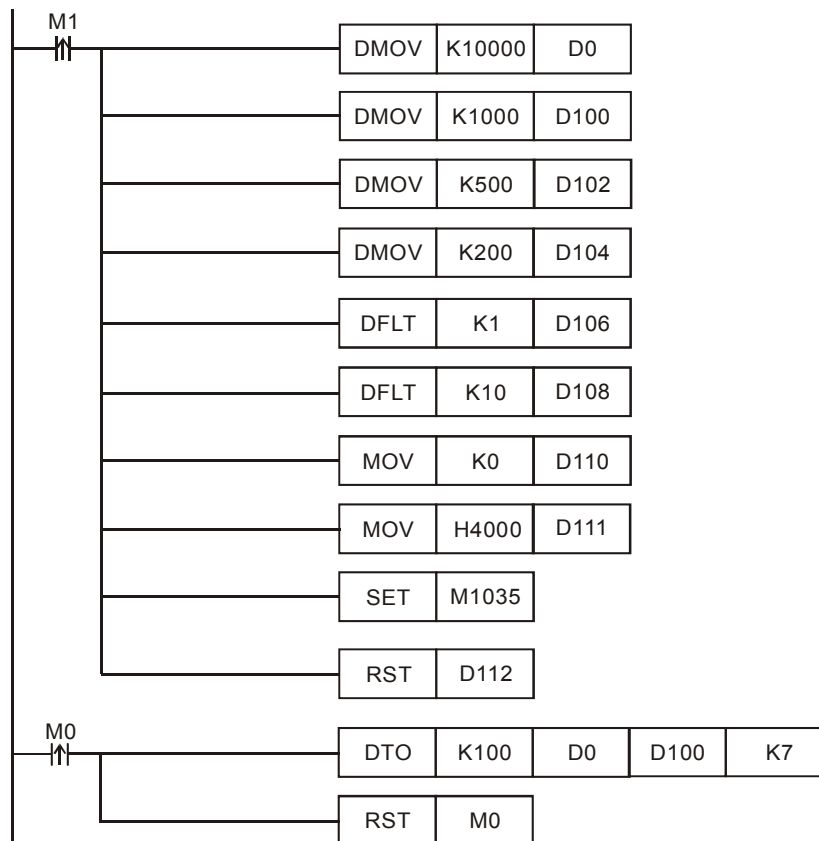 M1
DMOV K10000 D0
DMOV K1000 D100
DMOV K500 D102
DMOV K200 D104
DFLT K1 D106
DFLT K10 D108
MOV K0 D110
MOV H4000 D111
SET M1035
RST D112
M0
DTO K100 D0 D100 K7
RST M0